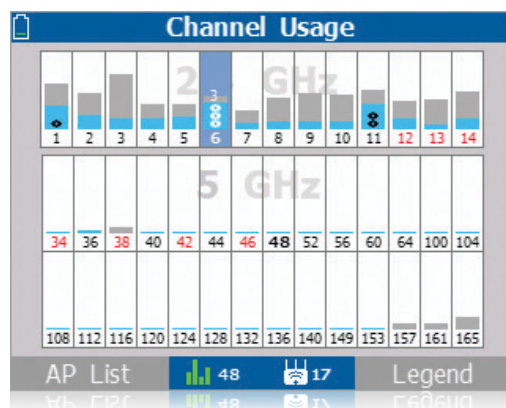 Channel Usage
2.4 GHz
3
1 2 3 4 5 6 7 8 9 10 11 12 13 14
5 GHz
34 36 38 40 42 44 46 48 52 56 60 64 100 104
108 112 116 120 124 128 132 136 140 149 153 157 161 165
AP List 48 17 Legend